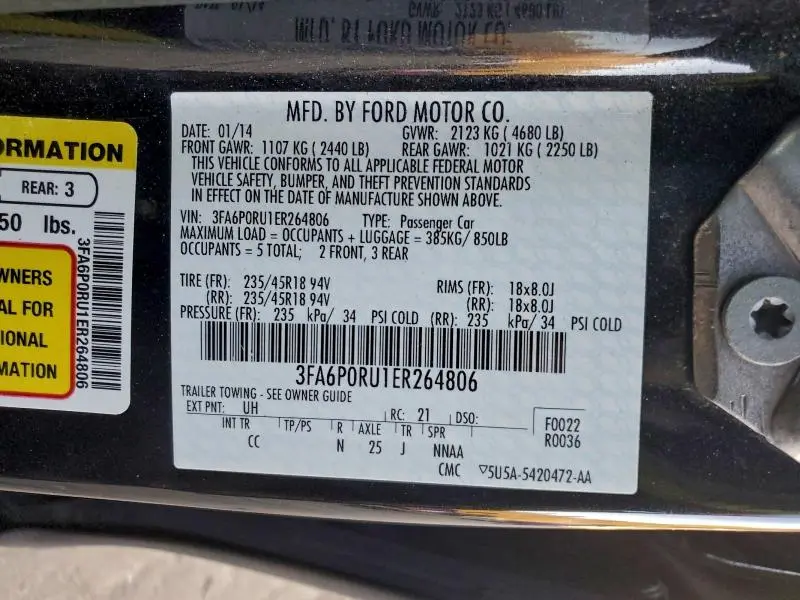 MFD. BY FORD MOTOR CO.
DATE: 01/14 GVWR: 2123 KG ( 4680 LB)
FRONT GAWR: 1107 KG ( 2440 LB) REAR GAWR: 1021 KG ( 2250 LB)
THIS VEHICLE CONFORMS TO ALL APPLICABLE FEDERAL MOTOR
VEHICLE SAFETY, BUMPER, AND THEFT PREVENTION STANDARDS
IN EFFECT ON THE DATE OF MANUFACTURE SHOWN ABOVE.
VIN: 3FA6P0RU1ER264806 TYPE: Passenger Car
MAXIMUM LOAD = OCCUPANTS + LUGGAGE = 385KG/ 850LB
OCCUPANTS = 5 TOTAL; 2 FRONT, 3 REAR
TIRE (FR): 235/45R18 94V RIMS (FR): 18x8.0J
(RR): 235/45R18 94V (RR): 18x8.0J
PRESSURE (FR): 235 kPa/ 34 PSI COLD (RR): 235 kPa/ 34 PSI COLD
3FA6P0RU1ER264806
TRAILER TOWING - SEE OWNER GUIDE
EXT PNT: UH RC: 21 DSO: F0022
INT TR TP/PS R AXLE TR SPR R0036
CC N 25 J NNAA
CMC ▽5U5A-5420472-AA
ORMATION
REAR: 3
50 lbs.
WNERS
AL FOR
IONAL
MATION
3FA6P0RU1ER264806